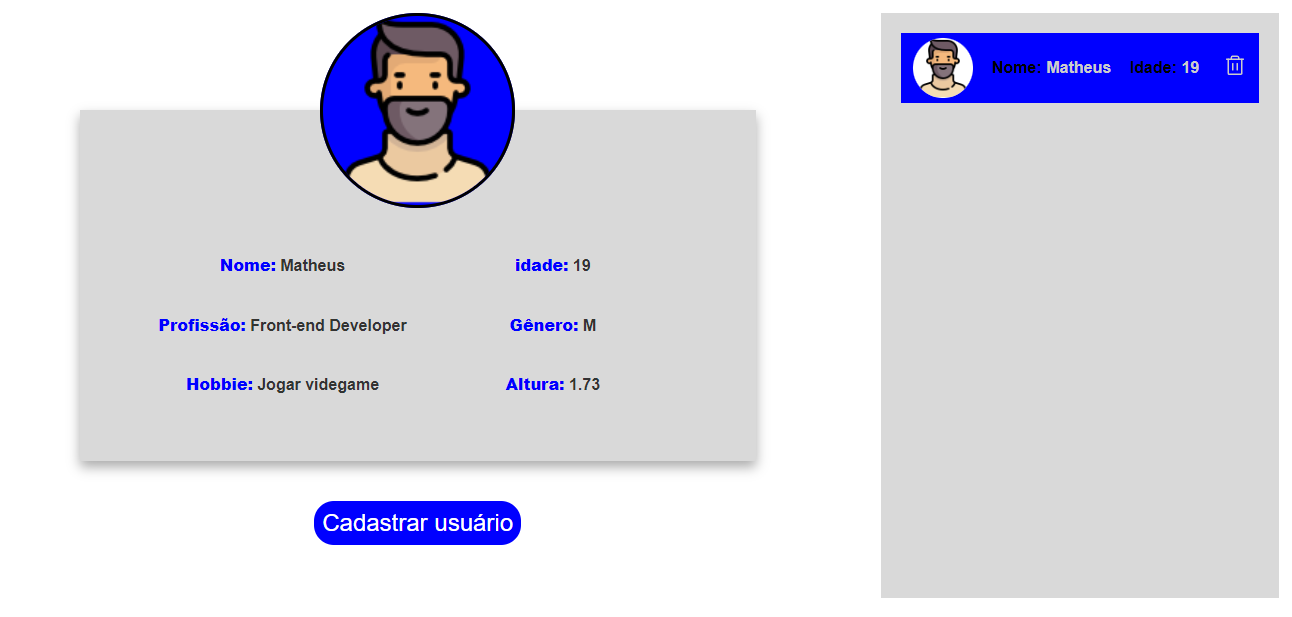 Nome: Matheus idade: 19
Profissão: Front-end Developer Gênero: M
Hobbie: Jogar videgame Altura: 1.73
Cadastrar usuário
Nome: Matheus Idade: 19